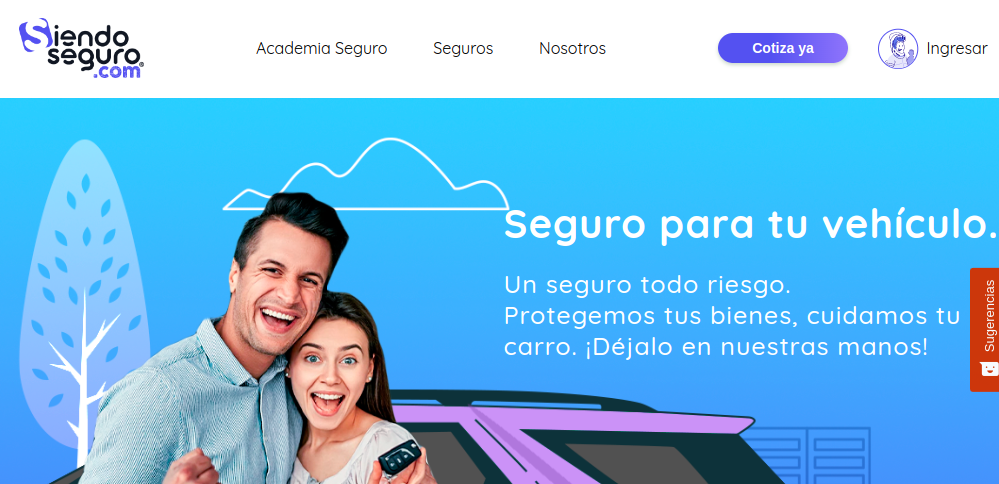 Siendo
seguro®
.com
Academia Seguro
Seguros
Nosotros
Cotiza ya
Ingresar
Seguro para tu vehículo.
Un seguro todo riesgo.
Protegemos tus bienes, cuidamos tu
carro. ¡Déjalo en nuestras manos!
Sugerencias